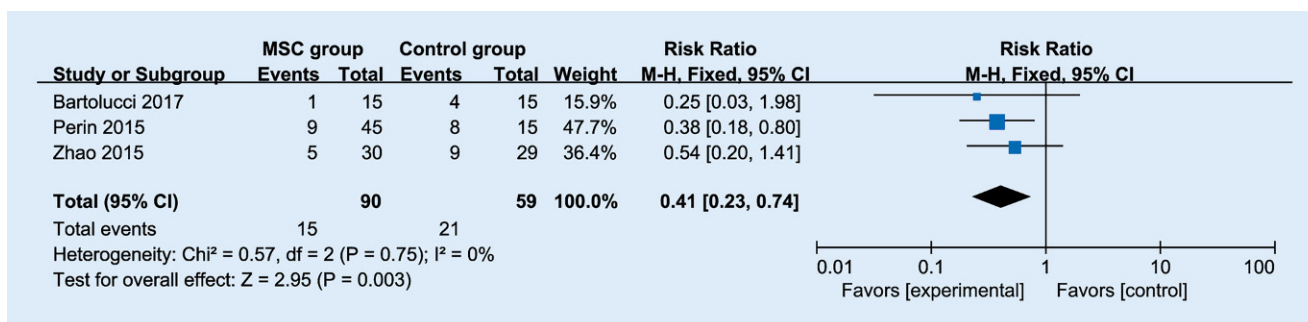 MSC group Control group Risk Ratio Risk Ratio
Study or Subgroup Events Total Events Total Weight M-H, Fixed, 95% CI M-H, Fixed, 95% CI
Bartolucci 2017 1 15 4 15 15.9% 0.25 [0.03, 1.98]
Perin 2015 9 45 8 15 47.7% 0.38 [0.18, 0.80]
Zhao 2015 5 30 9 29 36.4% 0.54 [0.20, 1.41]
Total (95% CI) 90 59 100.0% 0.41 [0.23, 0.74]
Total events 15 21
Heterogeneity: Chi² = 0.57, df = 2 (P = 0.75); I² = 0%
Test for overall effect: Z = 2.95 (P = 0.003)
0.01 0.1 1 10 100
Favors [experimental] Favors [control]